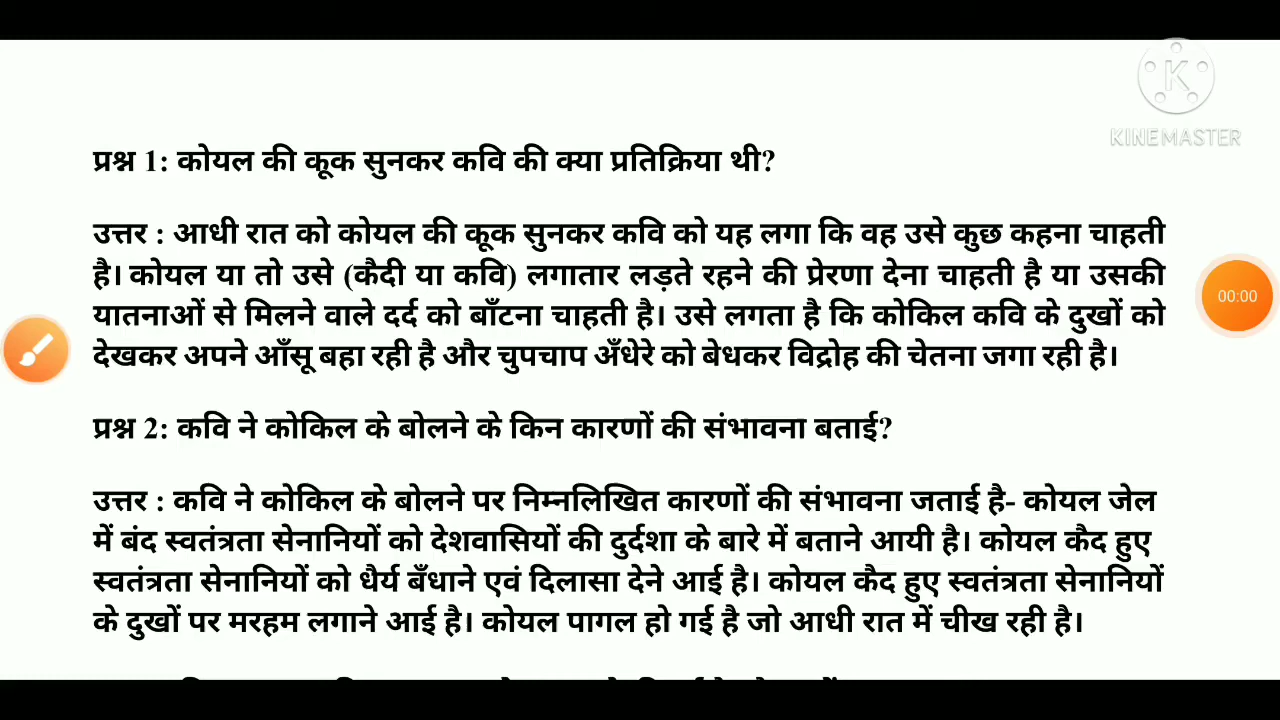 KINEMASTER
प्रश्न 1: कोयल की कूक सुनकर कवि की क्या प्रतिक्रिया थी?
उत्तर : आधी रात को कोयल की कूक सुनकर कवि को यह लगा कि वह उसे कुछ कहना चाहती
है। कोयल या तो उसे (कैदी या कवि) लगातार लड़ते रहने की प्रेरणा देना चाहती है या उसकी
00:00
यातनाओं से मिलने वाले दर्द को बाँटना चाहती है। उसे लगता है कि कोकिल कवि के दुखों को
देखकर अपने आँसू बहा रही है और चुपचाप अँधेरे को बेधकर विद्रोह की चेतना जगा रही है।
प्रश्न 2: कवि ने कोकिल के बोलने के किन कारणों की संभावना बताई?
उत्तर : कवि ने कोकिल के बोलने पर निम्नलिखित कारणों की संभावना जताई है- कोयल जेल
में बंद स्वतंत्रता सेनानियों को देशवासियों की दुर्दशा के बारे में बताने आयी है। कोयल कैद हुए
स्वतंत्रता सेनानियों को धैर्य बँधाने एवं दिलासा देने आई है। कोयल कैद हुए स्वतंत्रता सेनानियों
के दुखों पर मरहम लगाने आई है। कोयल पागल हो गई है जो आधी रात में चीख रही है।